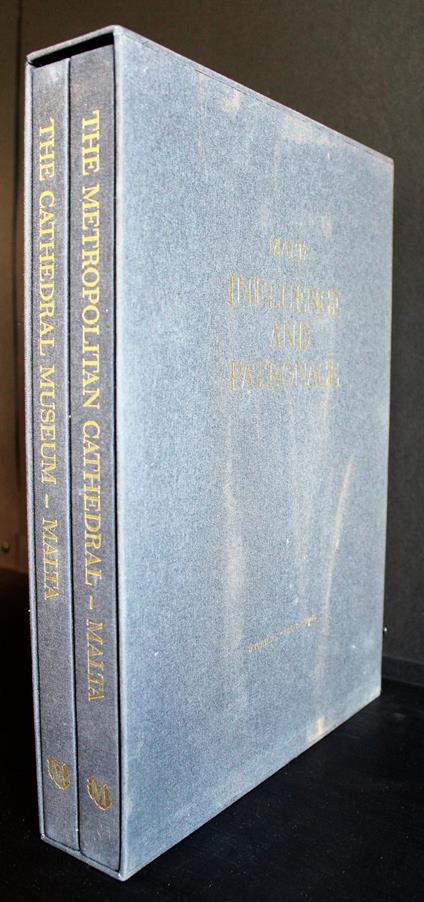 THE CATHEDRAL MUSEUM – MALTA
THE METROPOLITAN CATHEDRAL – MALTA
M
M
MALTA
INFLUENCE
AND
PATRONAGE